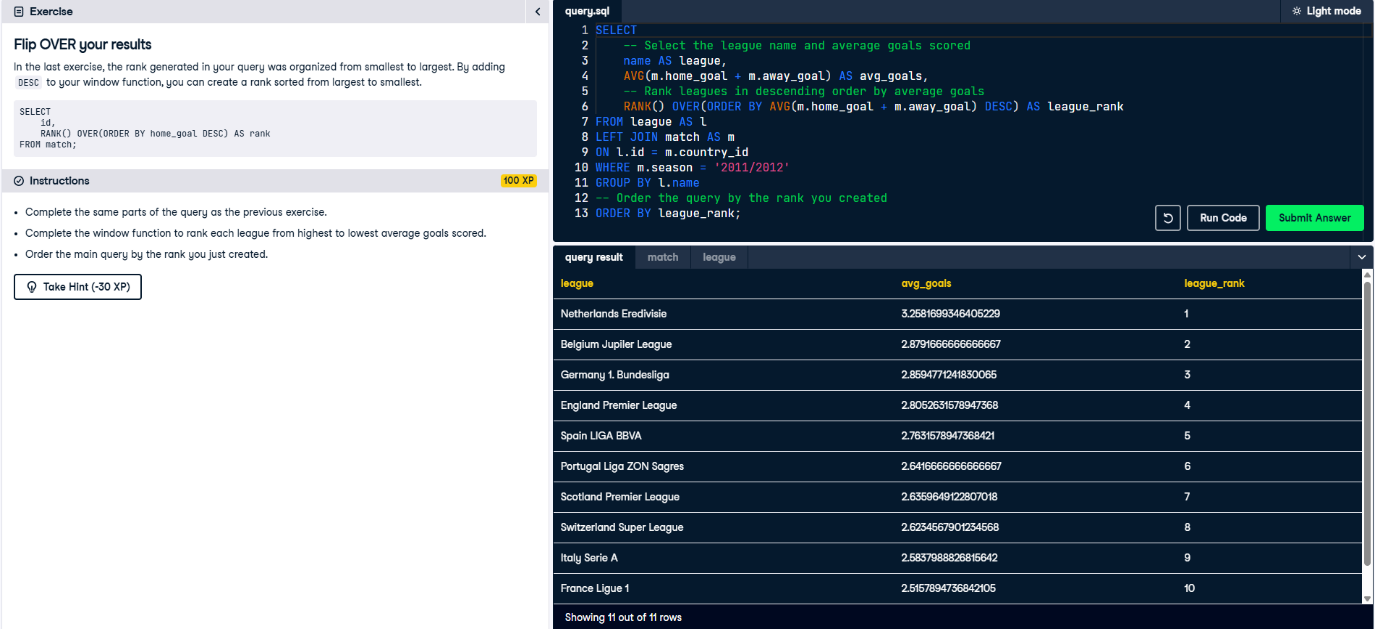 Exercise
Flip OVER your results
In the last exercise, the rank generated in your query was organized from smallest to largest. By adding
DESC to your window function, you can create a rank sorted from largest to smallest.
SELECT
    id,
    RANK() OVER(ORDER BY home_goal DESC) AS rank
FROM match;
Instructions
100 XP
• Complete the same parts of the query as the previous exercise.
• Complete the window function to rank each league from highest to lowest average goals scored.
• Order the main query by the rank you just created.
Take Hint (-30 XP)
query.sql
Light mode
1 SELECT
2     -- Select the league name and average goals scored
3     name AS league,
4     AVG(m.home_goal + m.away_goal) AS avg_goals,
5     -- Rank leagues in descending order by average goals
6     RANK() OVER(ORDER BY AVG(m.home_goal + m.away_goal) DESC) AS league_rank
7 FROM league AS l
8 LEFT JOIN match AS m
9 ON l.id = m.country_id
10 WHERE m.season = '2011/2012'
11 GROUP BY l.name
12 -- Order the query by the rank you created
13 ORDER BY league_rank;
Run Code
Submit Answer
query result match league
league avg_goals league_rank
Netherlands Eredivisie 3.2581699346405229 1
Belgium Jupiler League 2.8791666666666667 2
Germany 1. Bundesliga 2.8594771241830065 3
England Premier League 2.8052631578947368 4
Spain LIGA BBVA 2.7631578947368421 5
Portugal Liga ZON Sagres 2.6416666666666667 6
Scotland Premier League 2.6359649122807018 7
Switzerland Super League 2.6234567901234568 8
Italy Serie A 2.5837988826815642 9
France Ligue 1 2.5157894736842105 10
Showing 11 out of 11 rows